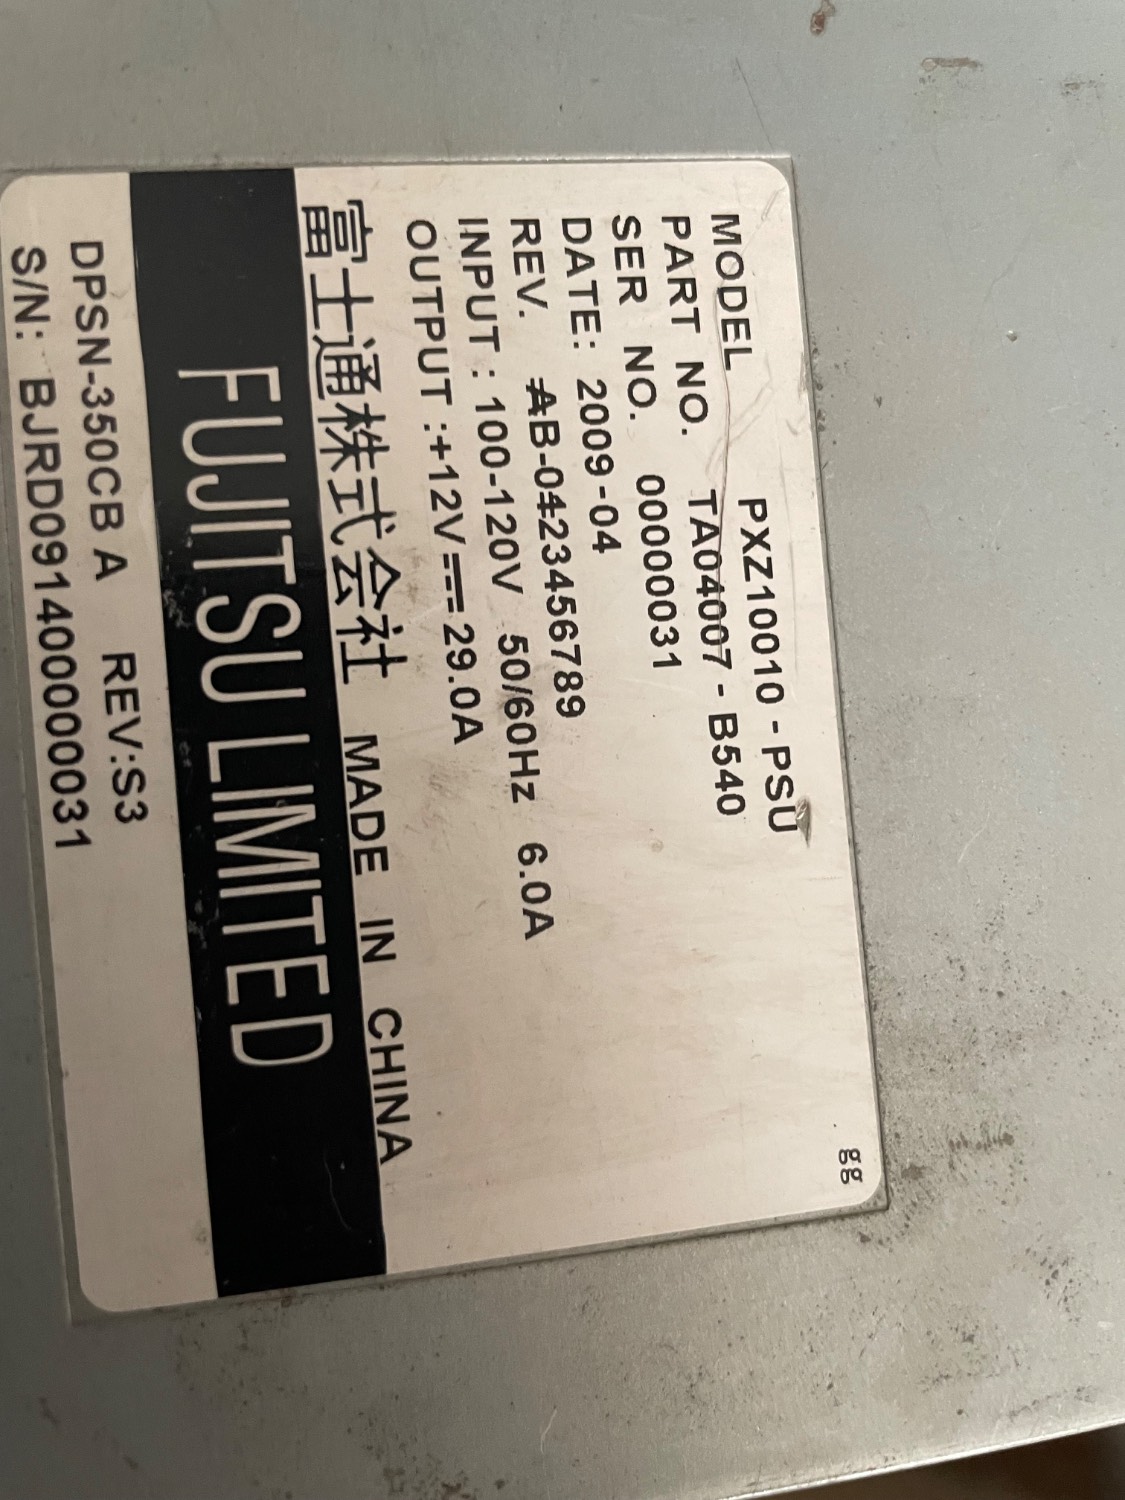 gg
MODEL PXZ10010-PSU
PART NO. TA04007-B540
SER NO. 00000031
DATE: 2009-04
REV. AB-0423456789
INPUT : 100-120V 50/60Hz 6.0A
OUTPUT :+12V⎓29.0A
富士通株式会社 MADE IN CHINA
FUJITSU LIMITED
DPSN-350CB A REV:S3
S/N: BJRD0914000000031